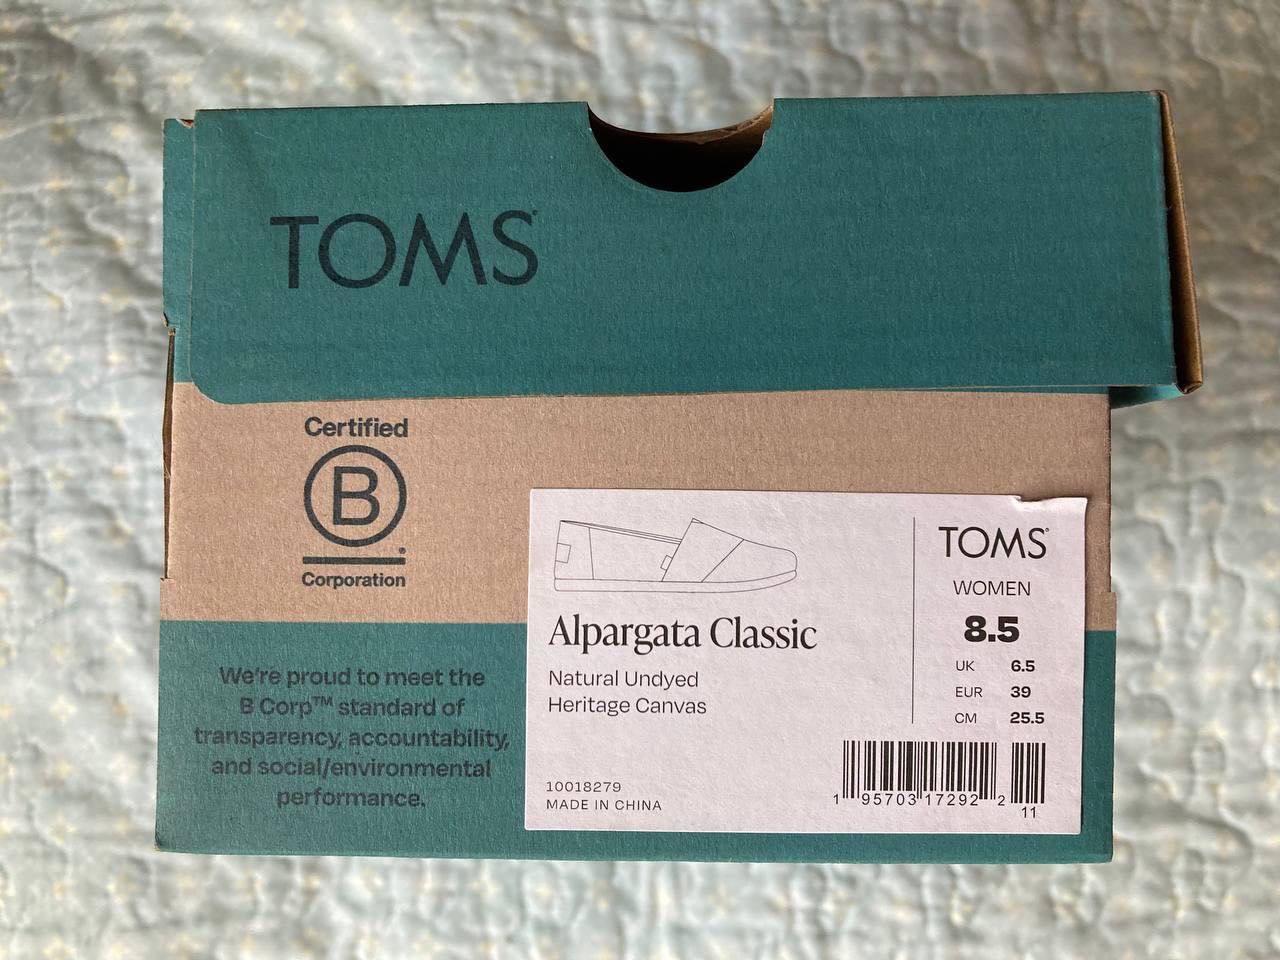 TOMS
Certified
B
Corporation
We're proud to meet the
B Corp™ standard of
transparency, accountability,
and social/environmental
performance.
Alpargata Classic
Natural Undyed
Heritage Canvas
10018279
MADE IN CHINA
TOMS®
WOMEN
8.5
UK 6.5
EUR 39
CM 25.5
1 95703 17292 2
11